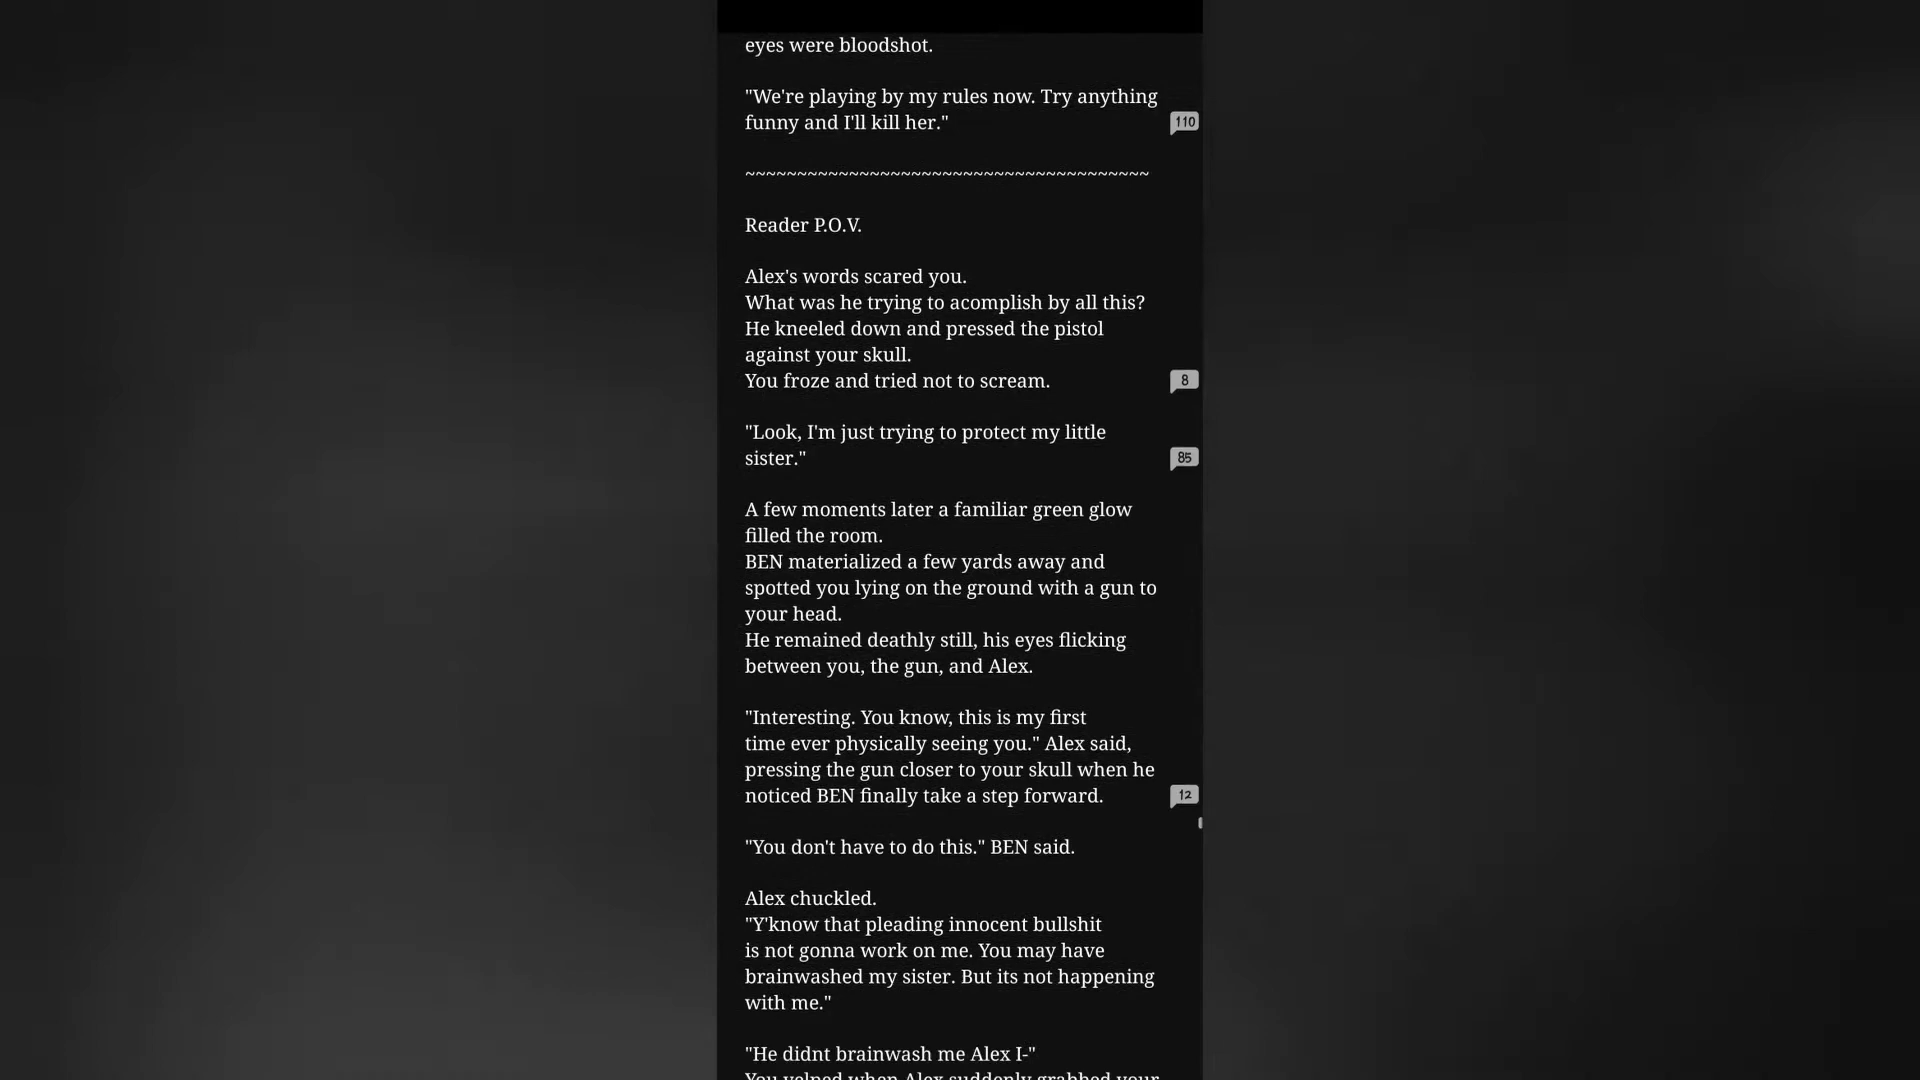 eyes were bloodshot.
"We're playing by my rules now. Try anything
funny and I'll kill her."
110
~~~~~~~~~~~~~~~~~~~~~~~~~~~~~~~~~~~~~~~
Reader P.O.V.
Alex's words scared you.
What was he trying to acomplish by all this?
He kneeled down and pressed the pistol
against your skull.
You froze and tried not to scream.
8
"Look, I'm just trying to protect my little
sister."
85
A few moments later a familiar green glow
filled the room.
BEN materialized a few yards away and
spotted you lying on the ground with a gun to
your head.
He remained deathly still, his eyes flicking
between you, the gun, and Alex.
"Interesting. You know, this is my first
time ever physically seeing you." Alex said,
pressing the gun closer to your skull when he
noticed BEN finally take a step forward.
12
"You don't have to do this." BEN said.
Alex chuckled.
"Y'know that pleading innocent bullshit
is not gonna work on me. You may have
brainwashed my sister. But its not happening
with me."
"He didnt brainwash me Alex I-"
You yelped when Alex suddenly grabbed your